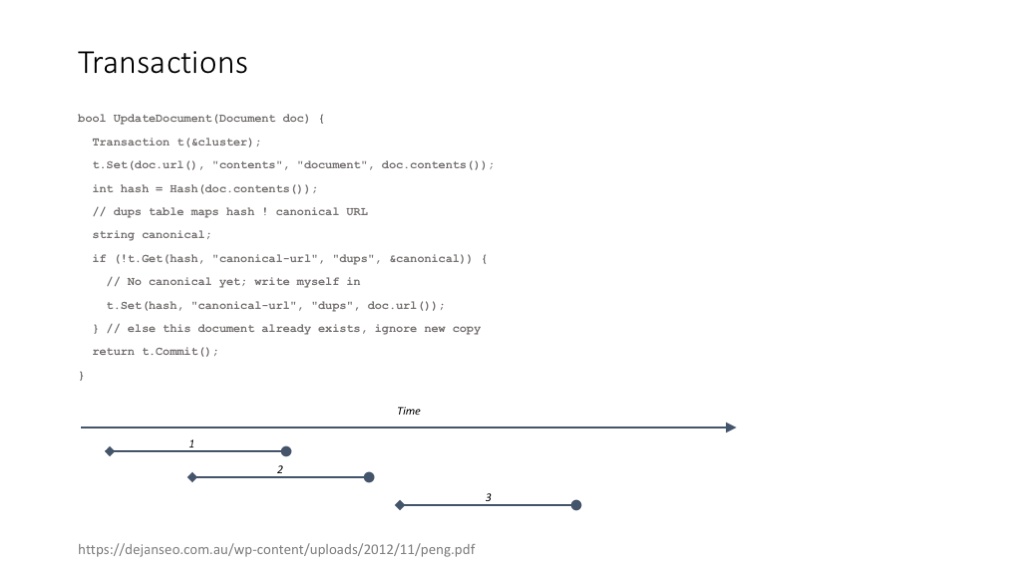 Transactions
bool UpdateDocument(Document doc) {
Transaction t(&cluster);
t.Set(doc.url(), "contents", "document", doc.contents());
int hash = Hash(doc.contents());
// dups table maps hash ! canonical URL
string canonical;
if (!t.Get(hash, "canonical-url", "dups", &canonical)) {
// No canonical yet; write myself in
t.Set(hash, "canonical-url", "dups", doc.url());
} // else this document already exists, ignore new copy
return t.Commit();
}
Time
1
2
3
https://dejanseo.com.au/wp-content/uploads/2012/11/peng.pdf